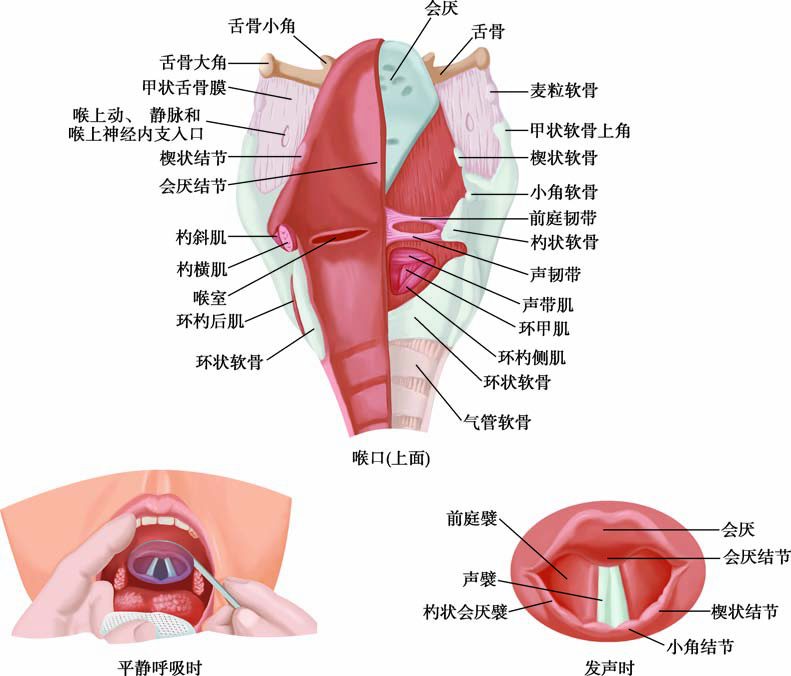 会厌
舌骨小角
舌骨
舌骨大角
甲状舌骨膜
麦粒软骨
喉上动、静脉和
喉上神经内支入口
甲状软骨上角
楔状结节
楔状软骨
会厌结节
小角软骨
前庭韧带
杓斜肌
杓状软骨
杓横肌
声韧带
喉室
声带肌
环杓后肌
环甲肌
环杓侧肌
环状软骨
环状软骨
气管软骨
喉口(上面)
前庭襞
会厌
会厌结节
声襞
杓状会厌襞
楔状结节
小角结节
平静呼吸时
发声时